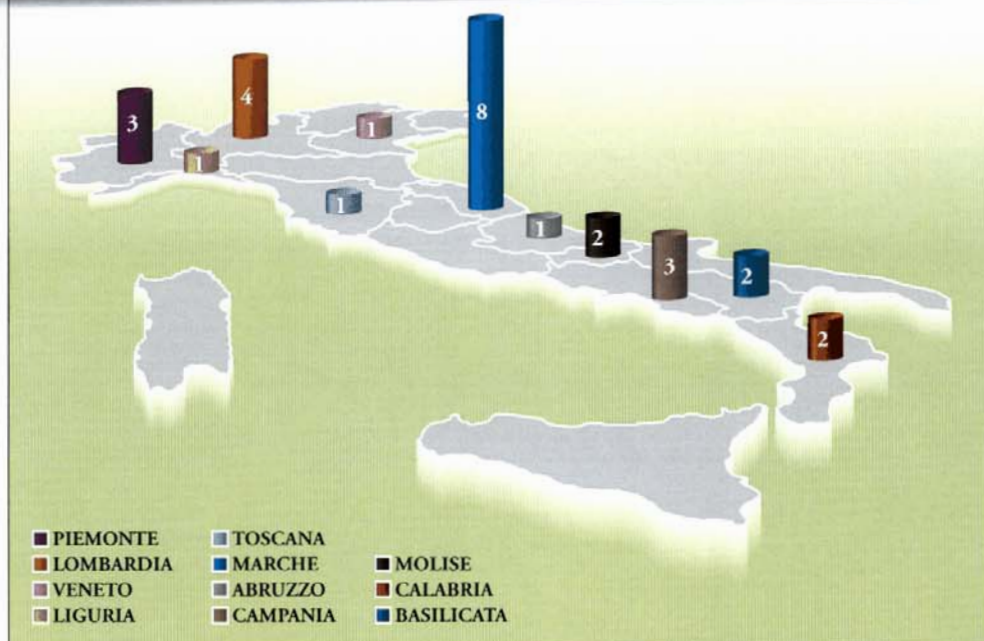 3
4
1
1
8
1
1
2
3
2
2
PIEMONTE
LOMBARDIA
VENETO
LIGURIA
TOSCANA
MARCHE
ABRUZZO
CAMPANIA
MOLISE
CALABRIA
BASILICATA